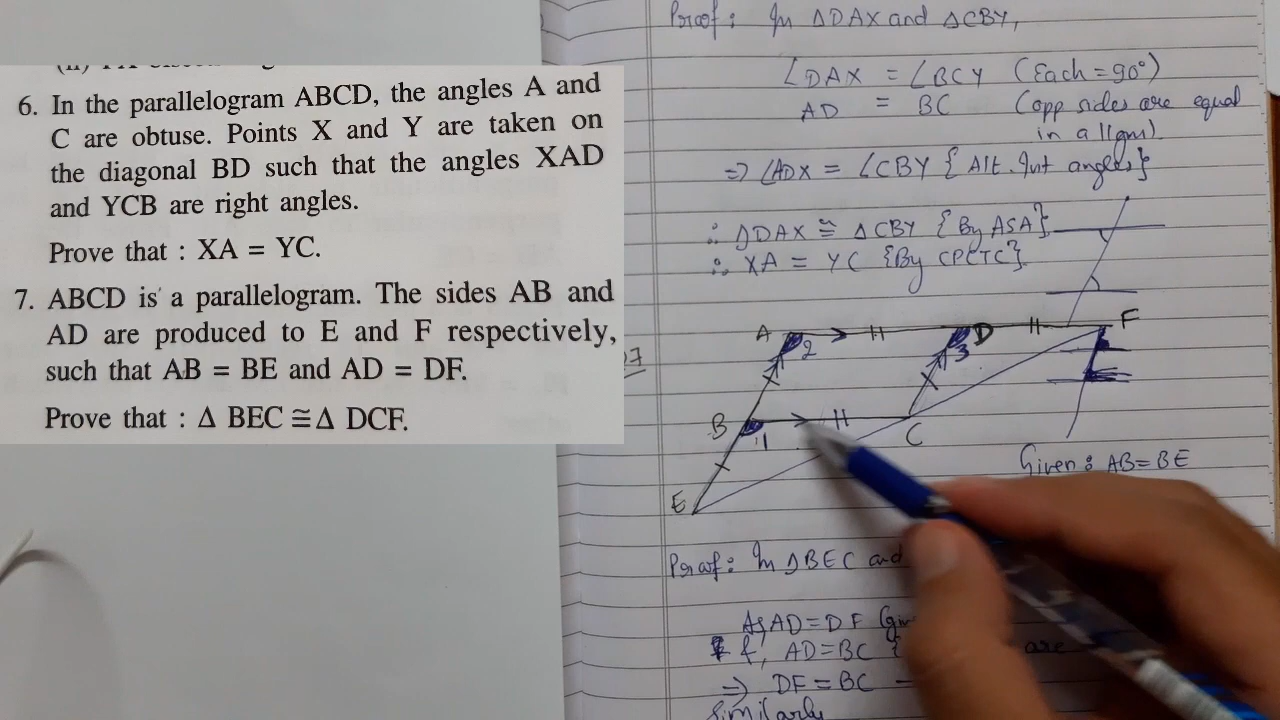 6. In the parallelogram ABCD, the angles A and
C are obtuse. Points X and Y are taken on
the diagonal BD such that the angles XAD
and YCB are right angles.
Prove that : XA = YC.
7. ABCD is a parallelogram. The sides AB and
AD are produced to E and F respectively,
such that AB = BE and AD = DF.
Prove that : Δ BEC ≅ Δ DCF.
Proof : In ΔDAX and ΔCBY,
∠DAX = ∠BCY (Each = 90°)
AD = BC (opp sides are equal
in a ||gm)
⇒ ∠ADX = ∠CBY { Alt. Int angles}
∴ ΔDAX ≅ ΔCBY { By ASA}
∴ XA = YC {By CPCTC}
A 2 D 3 F
B 1 C
E
Given : AB = BE
Proof : In ΔBEC and
As AD = DF
&, AD = BC { are
⇒ DF = BC –
Similarly